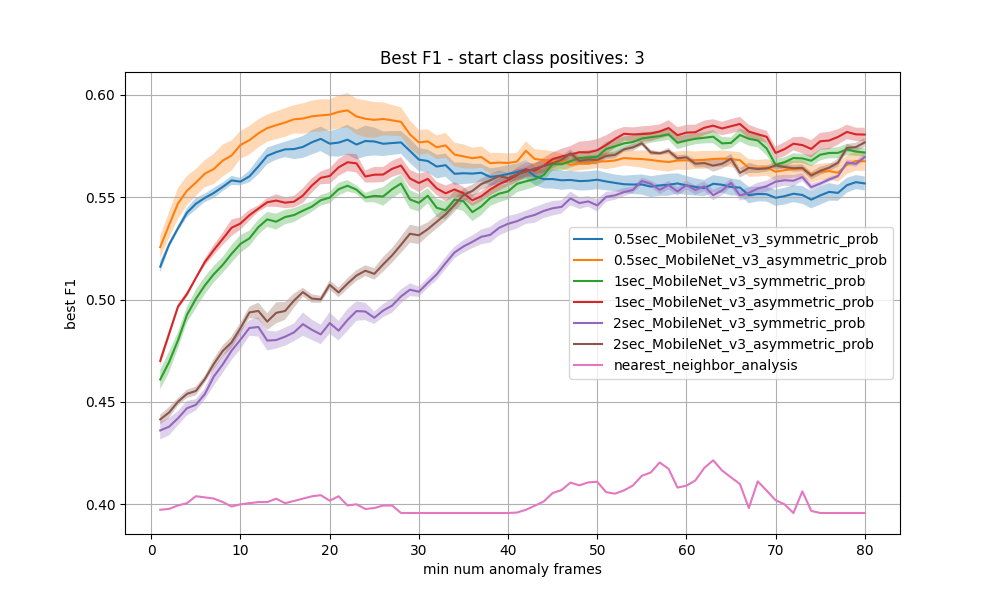 Best F1 - start class positives: 3
best F1
0.60
0.55
0.50
0.45
0.40
0.5sec_MobileNet_v3_symmetric_prob
0.5sec_MobileNet_v3_asymmetric_prob
1sec_MobileNet_v3_symmetric_prob
1sec_MobileNet_v3_asymmetric_prob
2sec_MobileNet_v3_symmetric_prob
2sec_MobileNet_v3_asymmetric_prob
nearest_neighbor_analysis
0 10 20 30 40 50 60 70 80
min num anomaly frames